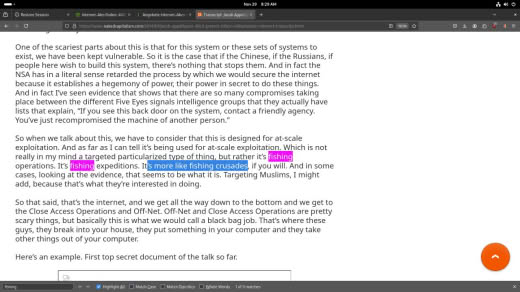 Nov 28 8:29 AM
Restore Session
Transcript: Jacob Appel
www.nakedcapitalism.com
One of the scariest parts about this is that for this system or these sets of systems to
exist, we have been kept vulnerable. So it is the case that if the Chinese, if the Russians, if
people here wish to build this system, there's nothing that stops them. And in fact the
NSA has in a literal sense retarded the process by which we would secure the internet
because it establishes a hegemony of power, their power in secret to do these things.
And in fact I've seen evidence that shows that there are so many compromises taking
place between the different Five Eyes signals intelligence groups that they actually have
lists that explain, "If you see this back door on the system, contact a friendly agency.
You've just recompromised the machine of another person."
So when we talk about this, we have to consider that this is designed for at-scale
exploitation. And as far as I can tell it's being used for at-scale exploitation. Which is not
really in my mind a targeted particularized type of thing, but rather it's fishing
operations. It's fishing expeditions. It's more like fishing crusades, if you will. And in some
cases, looking at the evidence, that seems to be what it is. Targeting Muslims, I might
add, because that's why they're interested in doing.
So that said, that's the internet, and we get all the way down to the bottom and we get to
the Close Access Operations and Off-Net. Off-Net and Close Access Operations are pretty
scary things, but basically this is what we would call a black bag job. That's where these
guys, they break into your house, they put something in your computer and they take
other things out of your computer.
Here's an example. First top secret document of the talk so far.
fishing
Highlight All Match Case Match Diacritics Whole Words